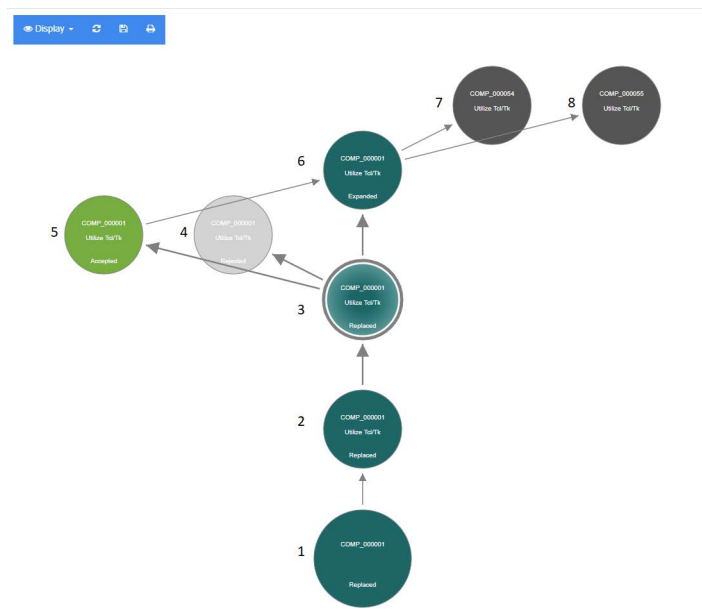 Display
7
COMP_000054
Utilize Tcl/Tk
8
COMP_000055
Utilize Tcl/Tk
6
COMP_000001
Utilize Tcl/Tk
Expanded
5
COMP_000001
Utilize Tcl/Tk
Accepted
4
COMP_000001
Utilize Tcl/Tk
Rejected
3
COMP_000001
Utilize Tcl/Tk
Replaced
2
COMP_000001
Utilize Tcl/Tk
Replaced
1
COMP_000001
Replaced